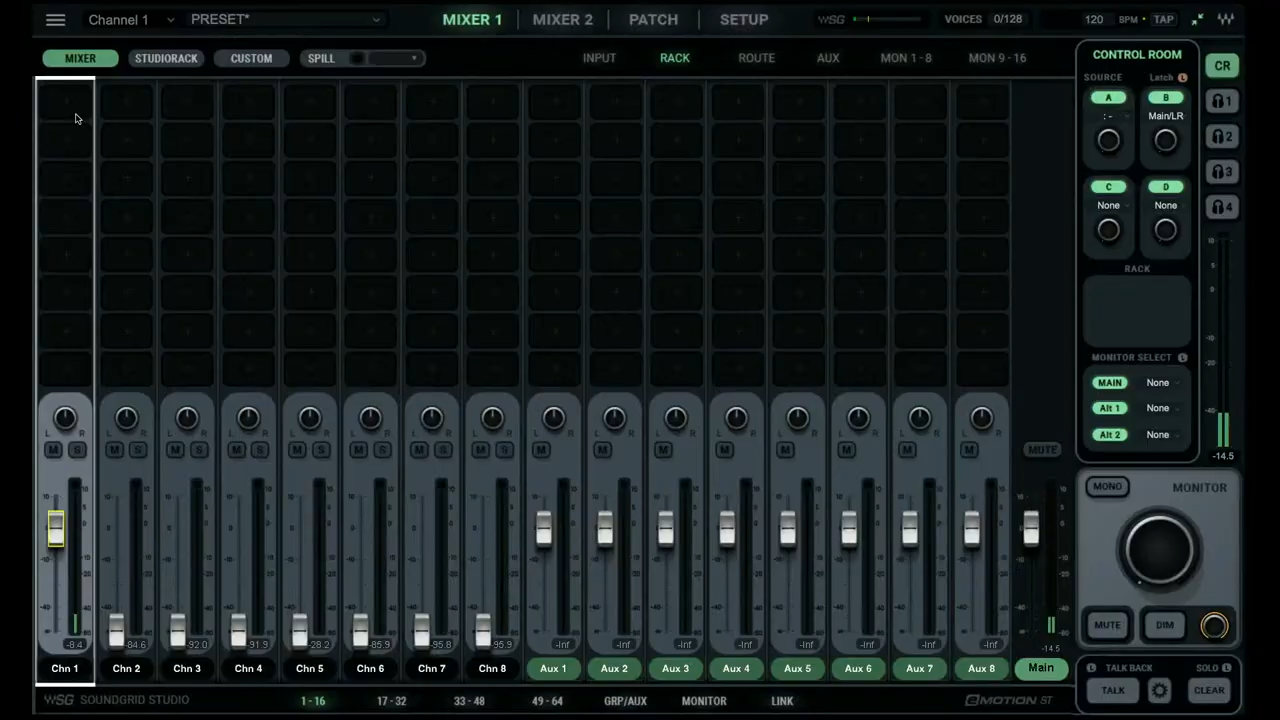 Channel 1 PRESET* MIXER 1 MIXER 2 PATCH SETUP WSG VOICES 0/128 120 BPM TAP
MIXER STUDIORACK CUSTOM SPILL INPUT RACK ROUTE AUX MON 1 - 8 MON 9 - 16
CONTROL ROOM CR
SOURCE Latch L
A B 1
: - Main/LR
2
3
C D
None None 4
RACK
MONITOR SELECT L
MAIN None
Alt 1 None
Alt 2 None
-14.5
L R L R L R L R L R L R L R L R L R L R L R L R L R L R L R L R
M S M S M S M S M S M S M S M S M M M M M M M M MUTE
MONO MONITOR
MUTE DIM
-8.4 -84.6 -92.0 -91.9 -28.2 -85.9 -95.8 -95.9 -Inf -Inf -Inf -Inf -Inf -Inf -Inf -Inf -14.5
Chn 1 Chn 2 Chn 3 Chn 4 Chn 5 Chn 6 Chn 7 Chn 8 Aux 1 Aux 2 Aux 3 Aux 4 Aux 5 Aux 6 Aux 7 Aux 8 Main
L TALK BACK SOLO L
TALK CLEAR
WSG SOUNDGRID STUDIO 1 - 16 17 - 32 33 - 48 49 - 64 GRP/AUX MONITOR LINK eMOTION ST